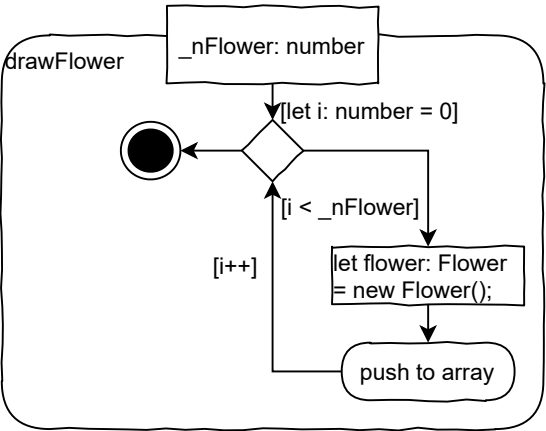 drawFlower
_nFlower: number
[let i: number = 0]
[i < _nFlower]
[i++]
let flower: Flower
= new Flower();
push to array